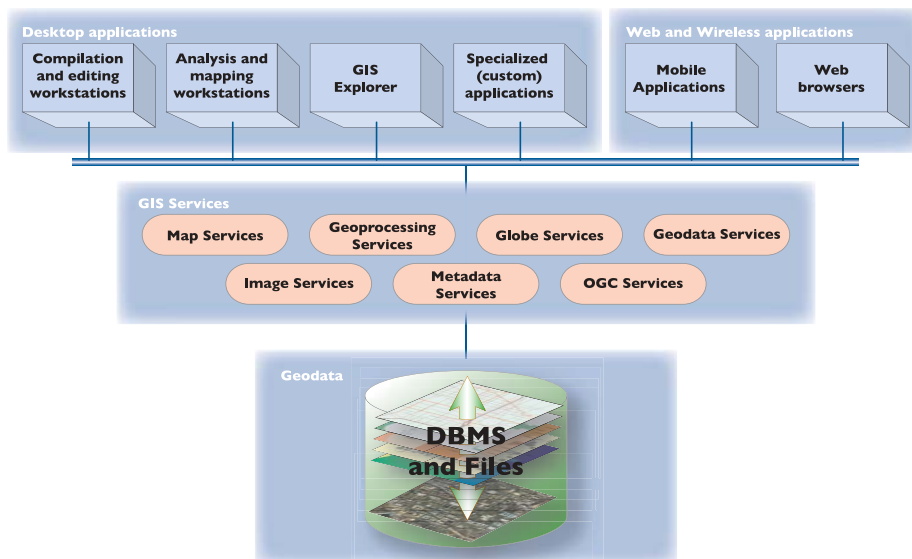 Desktop applications
Compilation
and editing
workstations
Analysis and
mapping
workstations
GIS
Explorer
Specialized
(custom)
applications
Web and Wireless applications
Mobile
Applications
Web
browsers
GIS Services
Map Services
Geoprocessing
Services
Globe Services
Geodata Services
Image Services
Metadata
Services
OGC Services
Geodata
DBMS
and Files